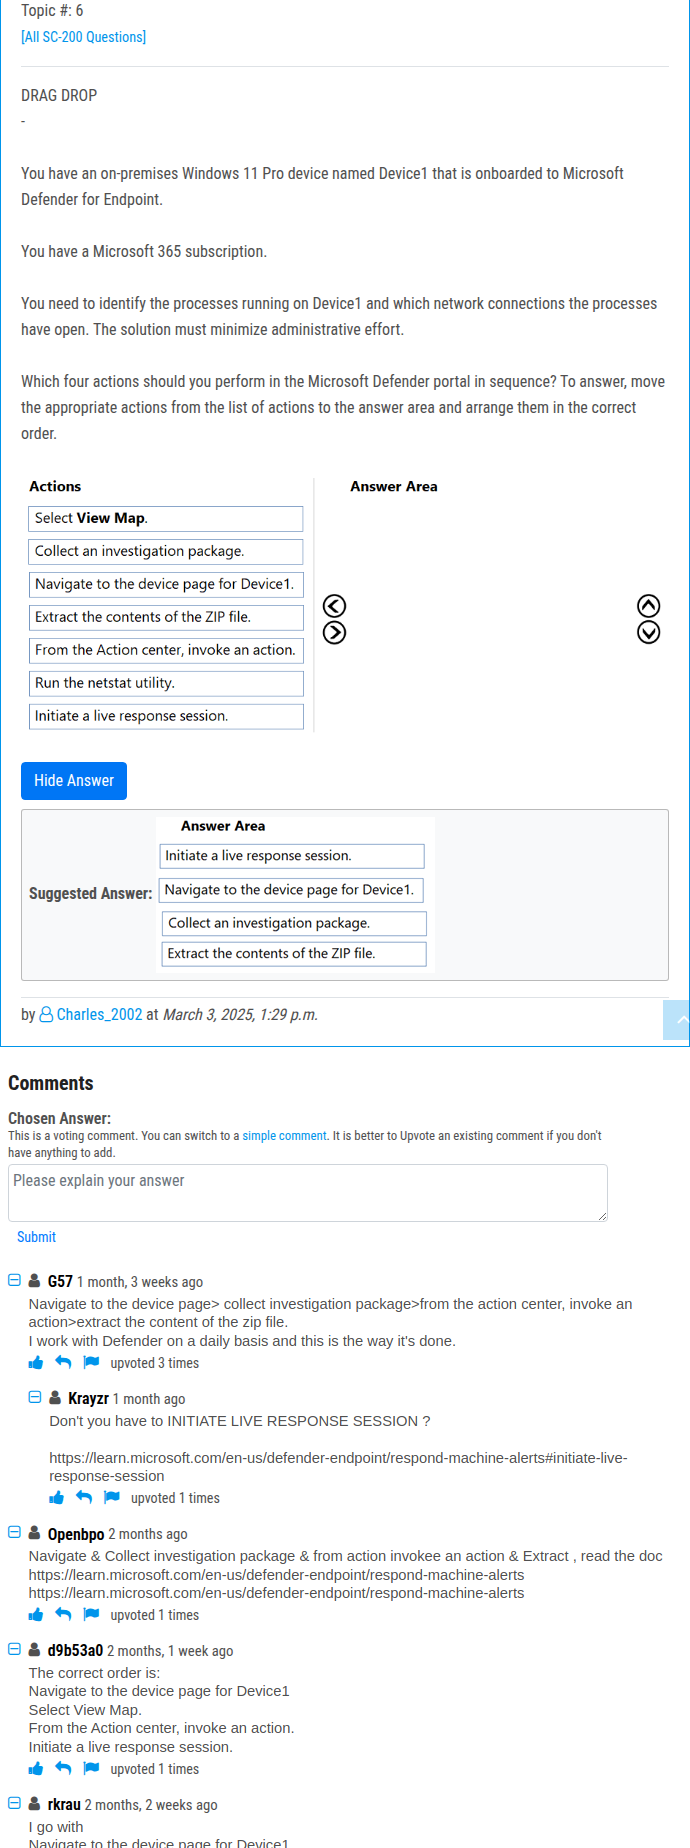 Topic #: 6
[All SC-200 Questions]
DRAG DROP
-
You have an on-premises Windows 11 Pro device named Device1 that is onboarded to Microsoft
Defender for Endpoint.
You have a Microsoft 365 subscription.
You need to identify the processes running on Device1 and which network connections the processes
have open. The solution must minimize administrative effort.
Which four actions should you perform in the Microsoft Defender portal in sequence? To answer, move
the appropriate actions from the list of actions to the answer area and arrange them in the correct
order.
Actions
Answer Area
Select View Map.
Collect an investigation package.
Navigate to the device page for Device1.
Extract the contents of the ZIP file.
From the Action center, invoke an action.
Run the netstat utility.
Initiate a live response session.
Hide Answer
Answer Area
Initiate a live response session.
Suggested Answer:
Navigate to the device page for Device1.
Collect an investigation package.
Extract the contents of the ZIP file.
by Charles_2002 at March 3, 2025, 1:29 p.m.
Comments
Chosen Answer:
This is a voting comment. You can switch to a simple comment. It is better to Upvote an existing comment if you don't
have anything to add.
Please explain your answer
Submit
G57 1 month, 3 weeks ago
Navigate to the device page> collect investigation package>from the action center, invoke an
action>extract the content of the zip file.
I work with Defender on a daily basis and this is the way it's done.
upvoted 3 times
Krayzr 1 month ago
Don't you have to INITIATE LIVE RESPONSE SESSION ?
https://learn.microsoft.com/en-us/defender-endpoint/respond-machine-alerts#initiate-live-
response-session
upvoted 1 times
Openbpo 2 months ago
Navigate & Collect investigation package & from action invokee an action & Extract , read the doc
https://learn.microsoft.com/en-us/defender-endpoint/respond-machine-alerts
https://learn.microsoft.com/en-us/defender-endpoint/respond-machine-alerts
upvoted 1 times
d9b53a0 2 months, 1 week ago
The correct order is:
Navigate to the device page for Device1
Select View Map.
From the Action center, invoke an action.
Initiate a live response session.
upvoted 1 times
rkrau 2 months, 2 weeks ago
I go with
Navigate to the device page for Device1